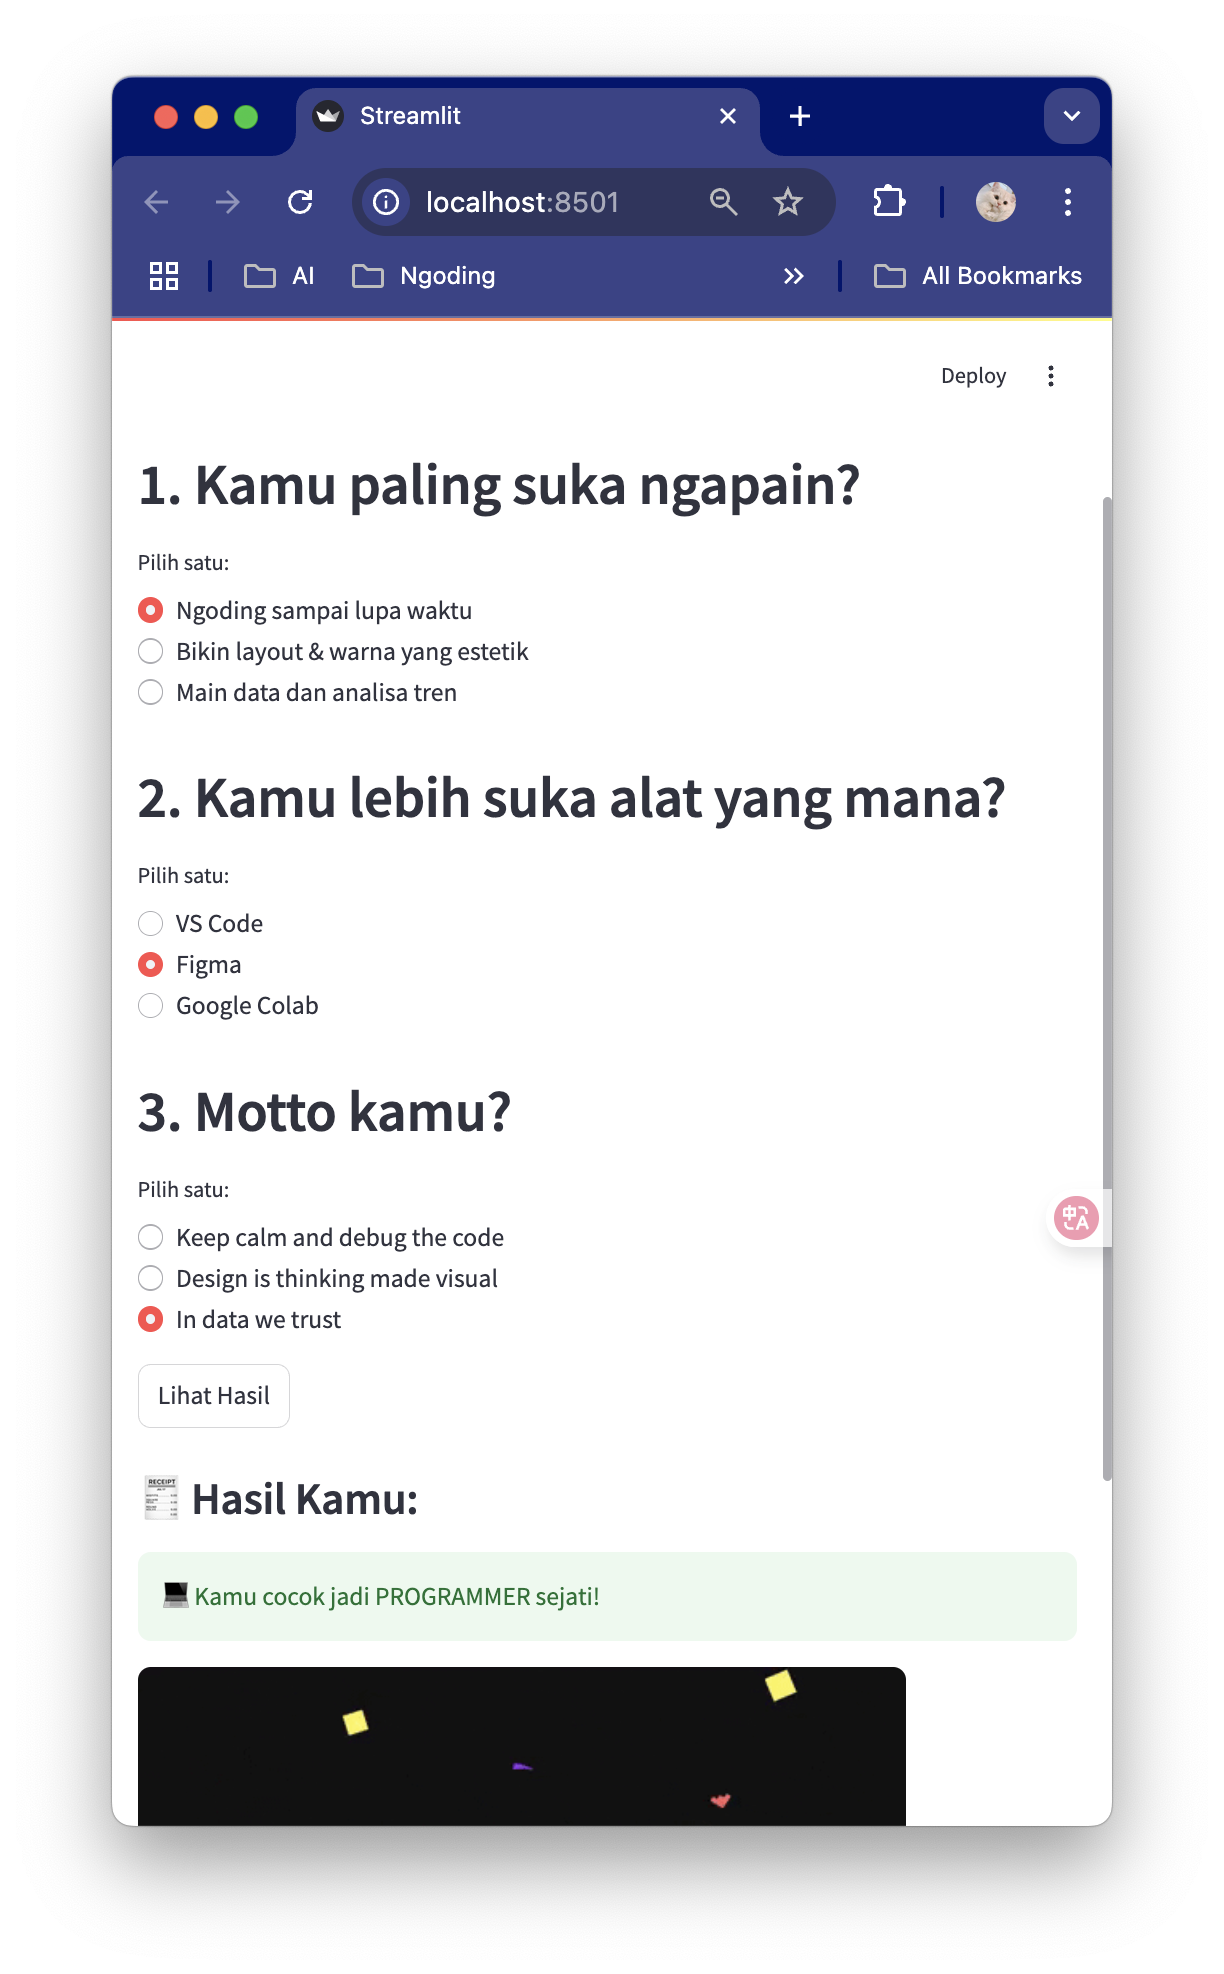 Streamlit
localhost:8501
AI
Ngoding
All Bookmarks
Deploy
1. Kamu paling suka ngapain?
Pilih satu:
Ngoding sampai lupa waktu
Bikin layout & warna yang estetik
Main data dan analisa tren
2. Kamu lebih suka alat yang mana?
Pilih satu:
VS Code
Figma
Google Colab
3. Motto kamu?
Pilih satu:
Keep calm and debug the code
Design is thinking made visual
In data we trust
Lihat Hasil
RECEIPT
Hasil Kamu:
Kamu cocok jadi PROGRAMMER sejati!